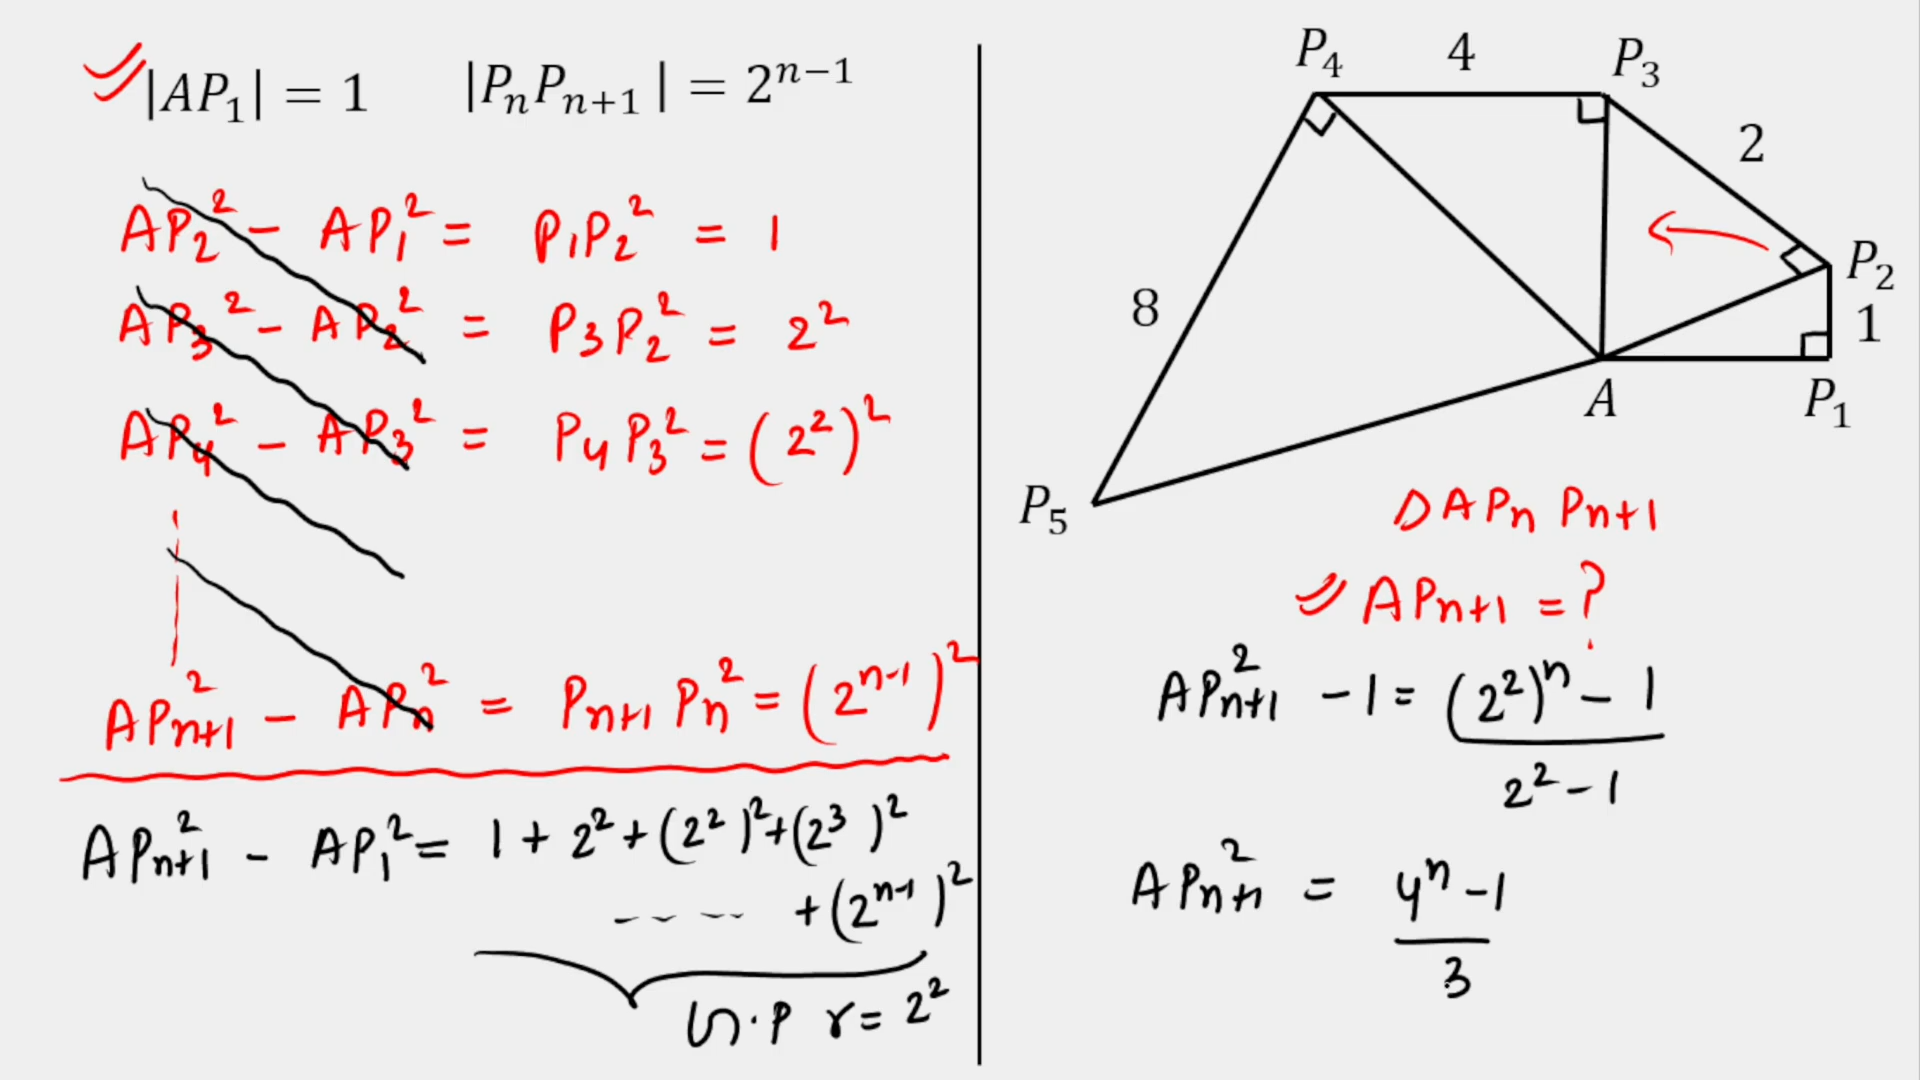 |AP₁| = 1   |PₙPₙ₊₁| = 2ⁿ⁻¹
AP₂² − AP₁² = P₁P₂² = 1
AP₃² − AP₂² = P₃P₂² = 2²
AP₄² − AP₃² = P₄P₃² = (2²)²
APₙ₊₁² − APₙ² = Pₙ₊₁Pₙ² = (2ⁿ⁻¹)²
APₙ₊₁² − AP₁² = 1 + 2² + (2²)² + (2³)²
---- + (2ⁿ⁻¹)²
G.P r = 2²
P₄ 4 P₃
2
P₂
8
1
A P₁
P₅
△APₙPₙ₊₁
APₙ₊₁ = ?
APₙ₊₁² − 1 = (2²)ⁿ − 1
2² − 1
APₙ₊₁² = 4ⁿ − 1
3